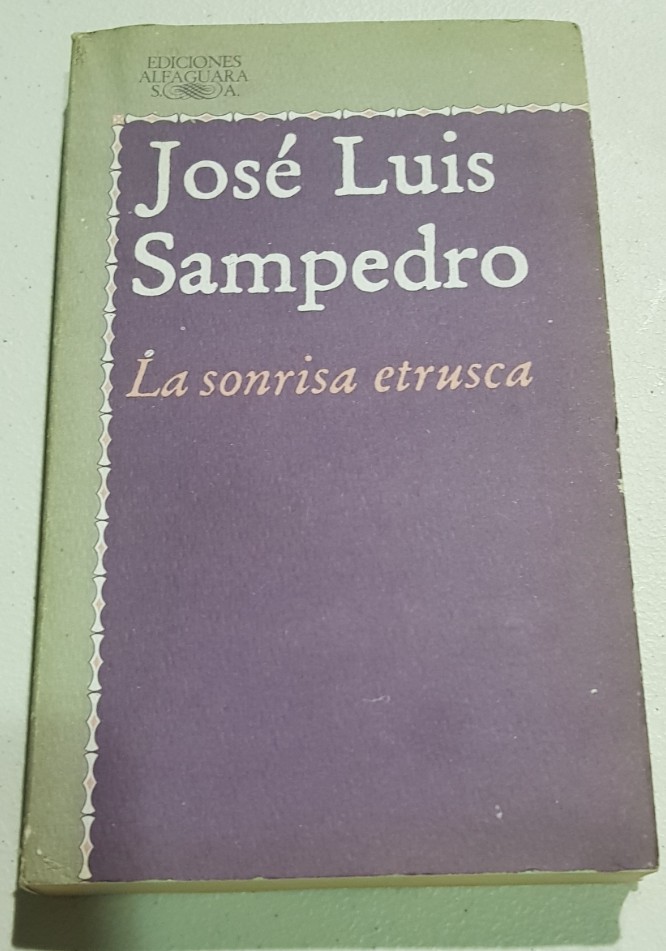 EDICIONES
ALFAGUARA
S. A.
José Luis
Sampedro
La sonrisa etrusca